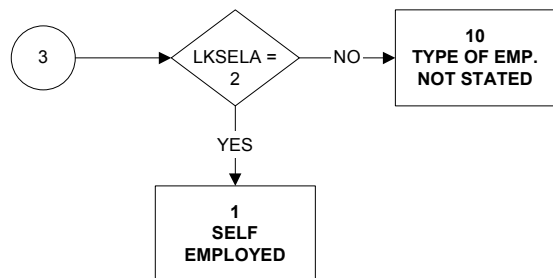 3
LKSELA =
2
NO
10
TYPE OF EMP.
NOT STATED
YES
1
SELF
EMPLOYED